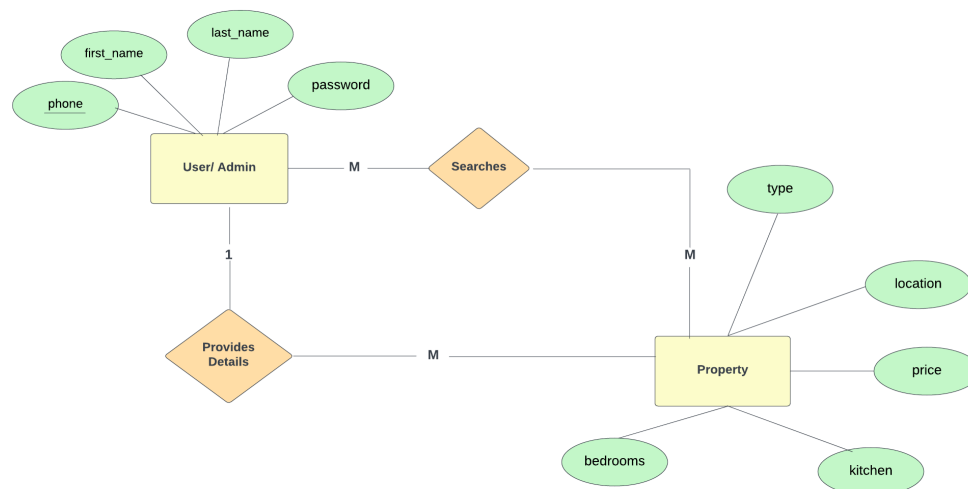 last_name
first_name
password
phone
User/ Admin
M
Searches
type
1
M
location
Provides
Details
M
Property
price
bedrooms
kitchen